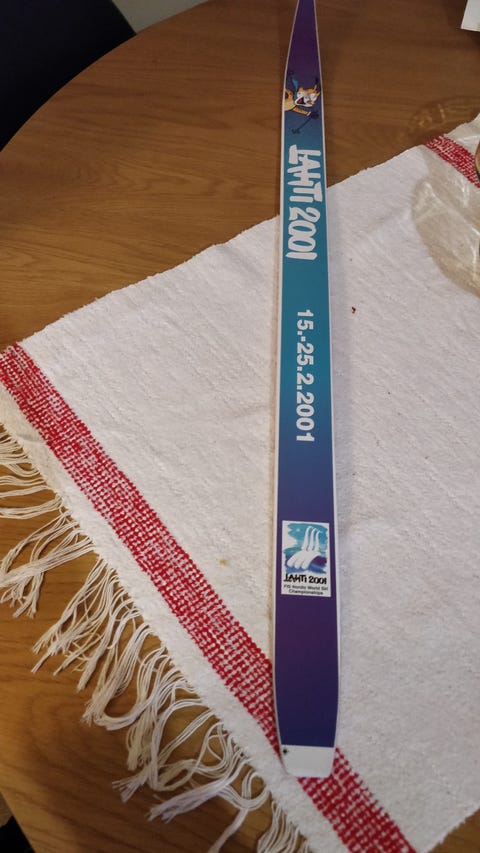 LAHTI 2001
15.-25.2.2001
LAHTI 2001
FIS Nordic World Ski
Championships